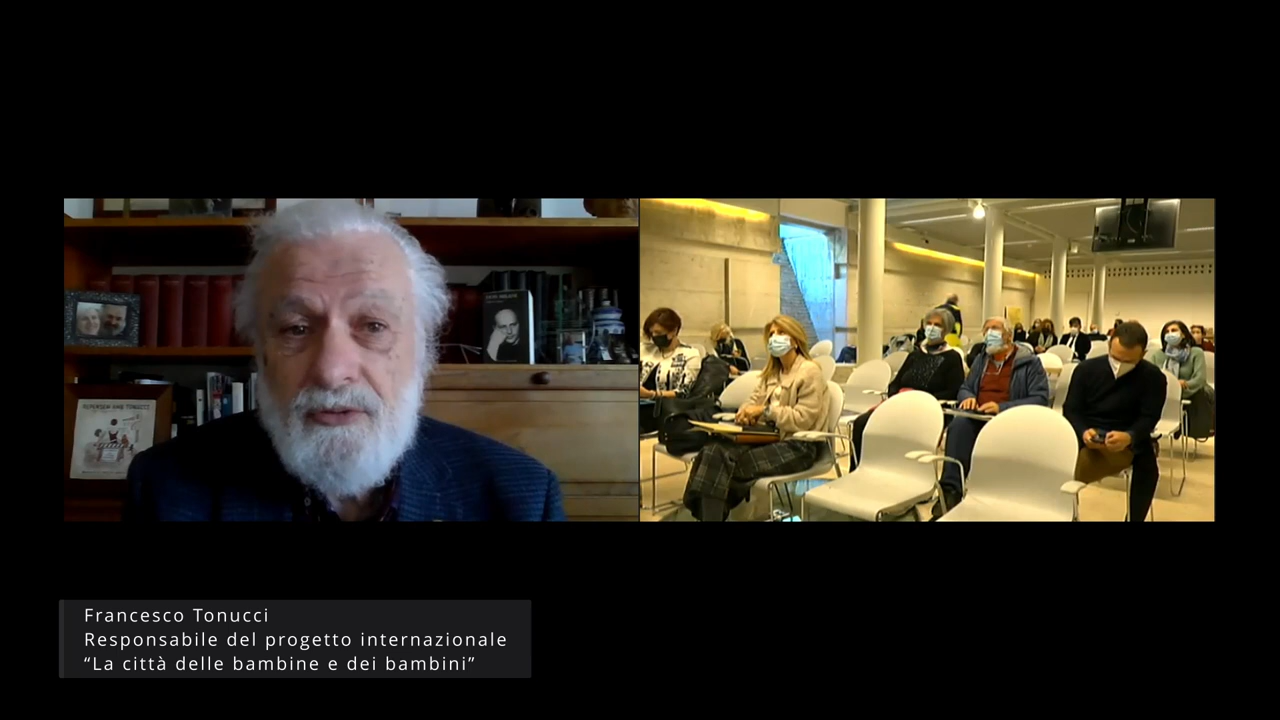 Francesco Tonucci
Responsabile del progetto internazionale
“La città delle bambine e dei bambini”